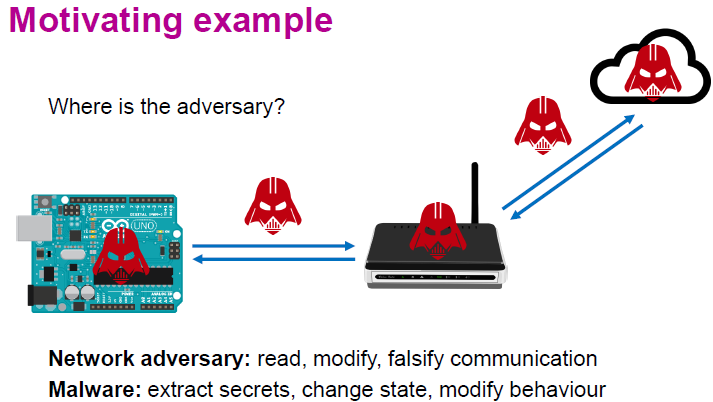 Motivating example
Where is the adversary?
UNO
Network adversary: read, modify, falsify communication
Malware: extract secrets, change state, modify behaviour